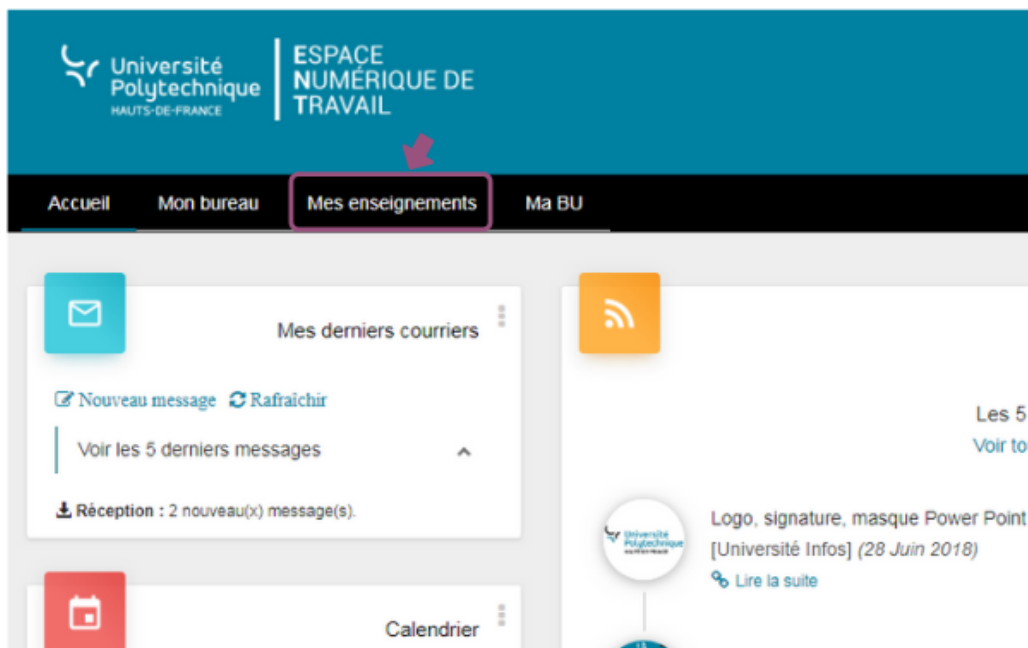 Université
Polytechnique
HAUTS-DE-FRANCE
ESPACE
NUMÉRIQUE DE
TRAVAIL
Accueil Mon bureau Mes enseignements Ma BU
Mes derniers courriers
Nouveau message Rafraîchir
Voir les 5 derniers messages
Réception : 2 nouveau(x) message(s).
Calendrier
Les 5
Voir to
Logo, signature, masque Power Point
[Université Infos] (28 Juin 2018)
Lire la suite
Université
Polytechnique